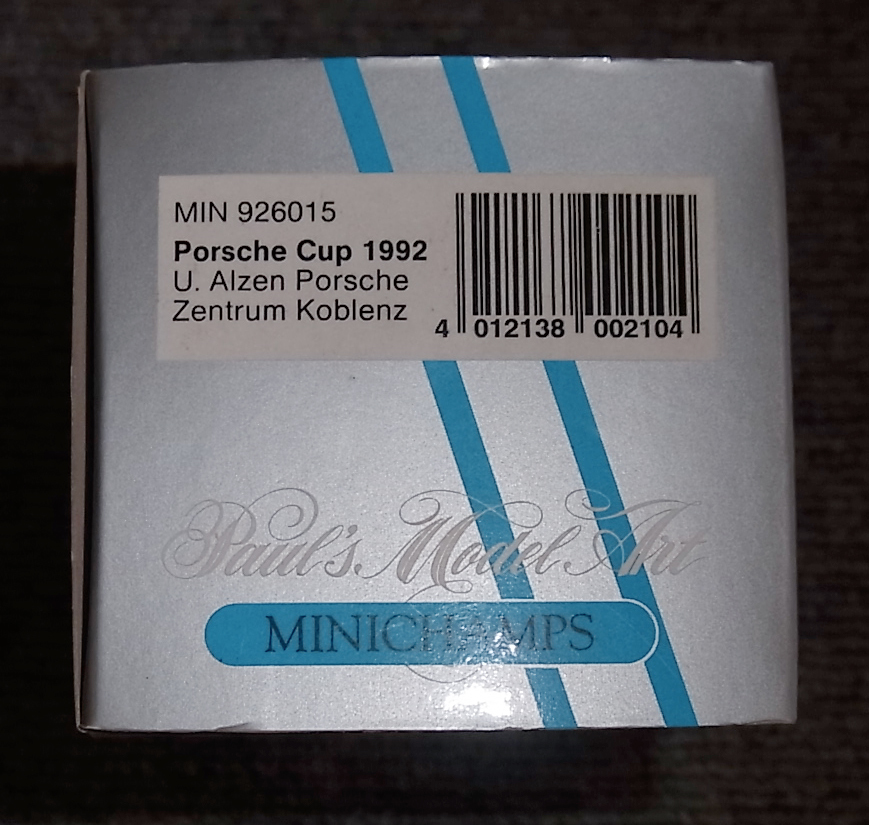 MIN 926015
Porsche Cup 1992
U. Alzen Porsche
Zentrum Koblenz
4 012138 002104
Paul's Model Art
MINICHAMPS